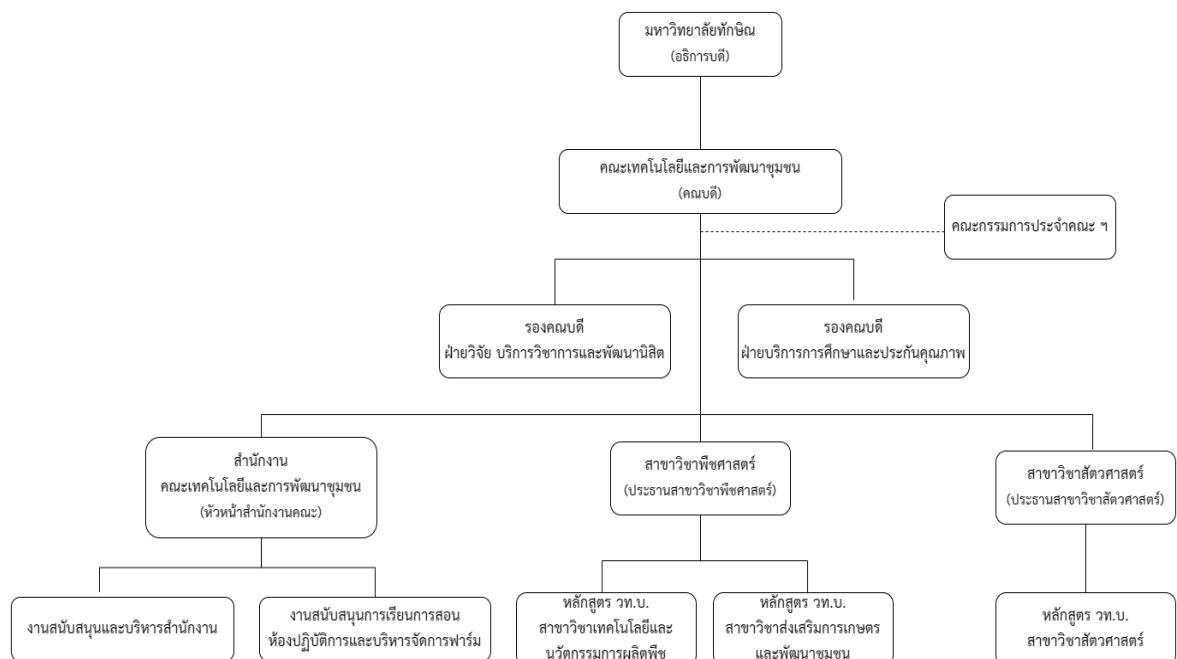 มหาวิทยาลัยทักษิณ
(อธิการบดี)
คณะเทคโนโลยีและการพัฒนาชุมชน
(คณบดี)
คณะกรรมการประจำคณะ ฯ
รองคณบดี
ฝ่ายวิจัย บริการวิชาการและพัฒนานิสิต
รองคณบดี
ฝ่ายบริการการศึกษาและประกันคุณภาพ
สำนักงาน
คณะเทคโนโลยีและการพัฒนาชุมชน
(หัวหน้าสำนักงานคณะ)
สาขาวิชาพืชศาสตร์
(ประธานสาขาวิชาพืชศาสตร์)
สาขาวิชาสัตวศาสตร์
(ประธานสาขาวิชาสัตวศาสตร์)
งานสนับสนุนและบริหารสำนักงาน
งานสนับสนุนการเรียนการสอน
ห้องปฏิบัติการและบริหารจัดการฟาร์ม
หลักสูตร วท.บ.
สาขาวิชาเทคโนโลยีและ
นวัตกรรมการผลิตพืช
หลักสูตร วท.บ.
สาขาวิชาส่งเสริมการเกษตร
และพัฒนาชุมชน
หลักสูตร วท.บ.
สาขาวิชาสัตวศาสตร์